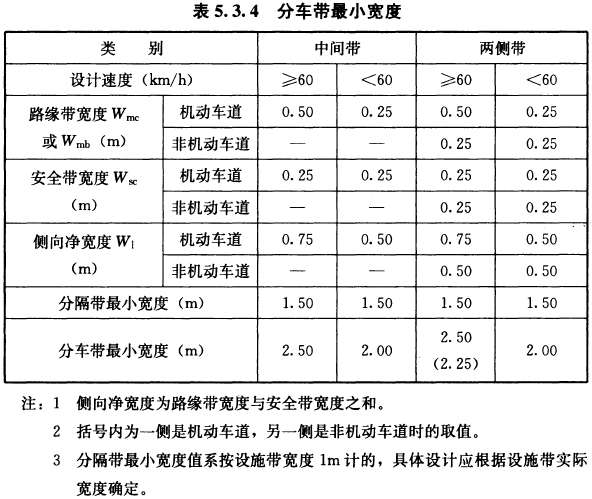 表 5.3.4 分车带最小宽度
类 别 中间带 两侧带
设计速度 (km/h) ≥60 <60 ≥60 <60
路缘带宽度 Wmc 或 Wmb (m) 机动车道 0.50 0.25 0.50 0.25
非机动车道 — — 0.25 0.25
安全带宽度 Wsc (m) 机动车道 0.25 0.25 0.25 0.25
非机动车道 — — 0.25 0.25
侧向净宽度 Wl (m) 机动车道 0.75 0.50 0.75 0.50
非机动车道 — — 0.50 0.50
分隔带最小宽度 (m) 1.50 1.50 1.50 1.50
分车带最小宽度 (m) 2.50 2.00 2.50 (2.25) 2.00
注：1 侧向净宽度为路缘带宽度与安全带宽度之和。
2 括号内为一侧是机动车道，另一侧是非机动车道时的取值。
3 分隔带最小宽度值系按设施带宽度 1m 计的，具体设计应根据设施带实际
宽度确定。